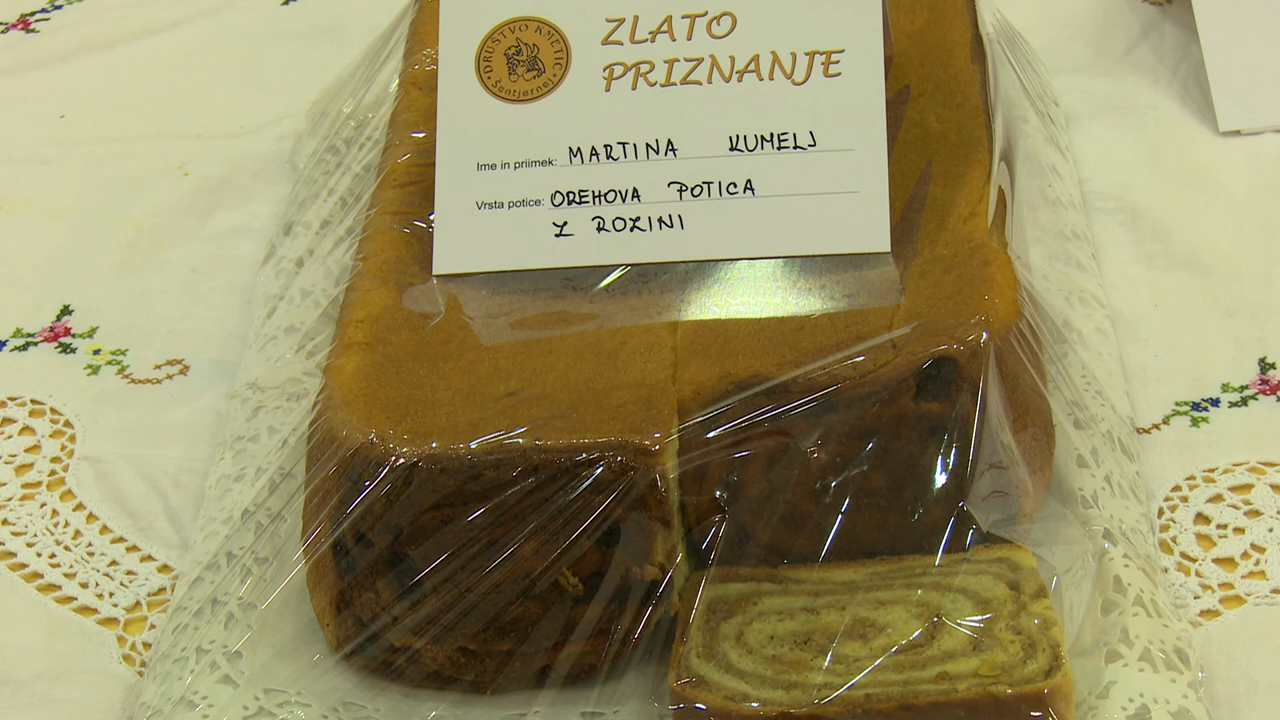 DRUŠTVO KMETIC
Šentjernej
ZLATO
PRIZNANJE
Ime in priimek: MARTINA KUMELJ
Vrsta potice: OREHOVA POTICA
Z ROZINI